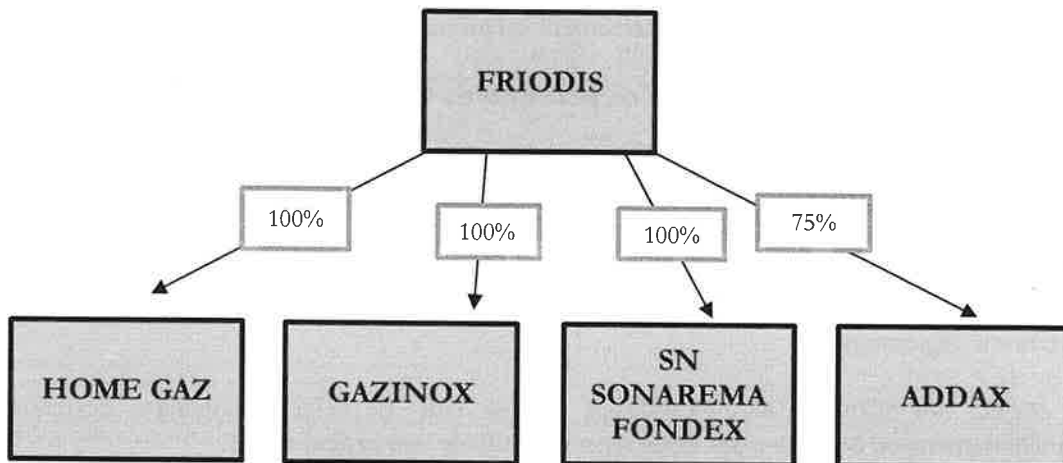 FRIODIS
100%
100%
100%
75%
HOME GAZ
GAZINOX
SN
SONAREMA
FONDEX
ADDAX